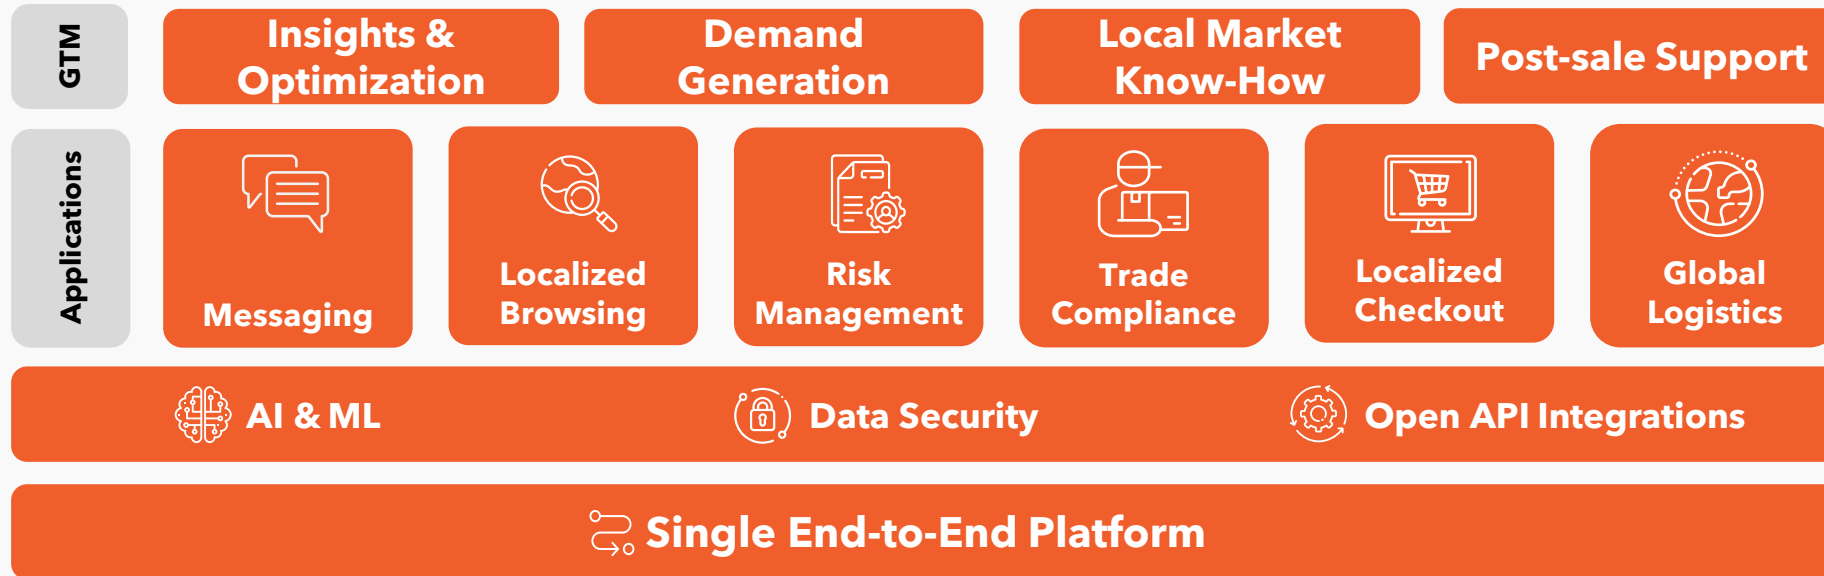 GTM
Insights &
Optimization
Demand
Generation
Local Market
Know-How
Post-sale Support
Applications
Messaging
Localized
Browsing
Risk
Management
Trade
Compliance
Localized
Checkout
Global
Logistics
AI & ML
Data Security
Open API Integrations
Single End-to-End Platform